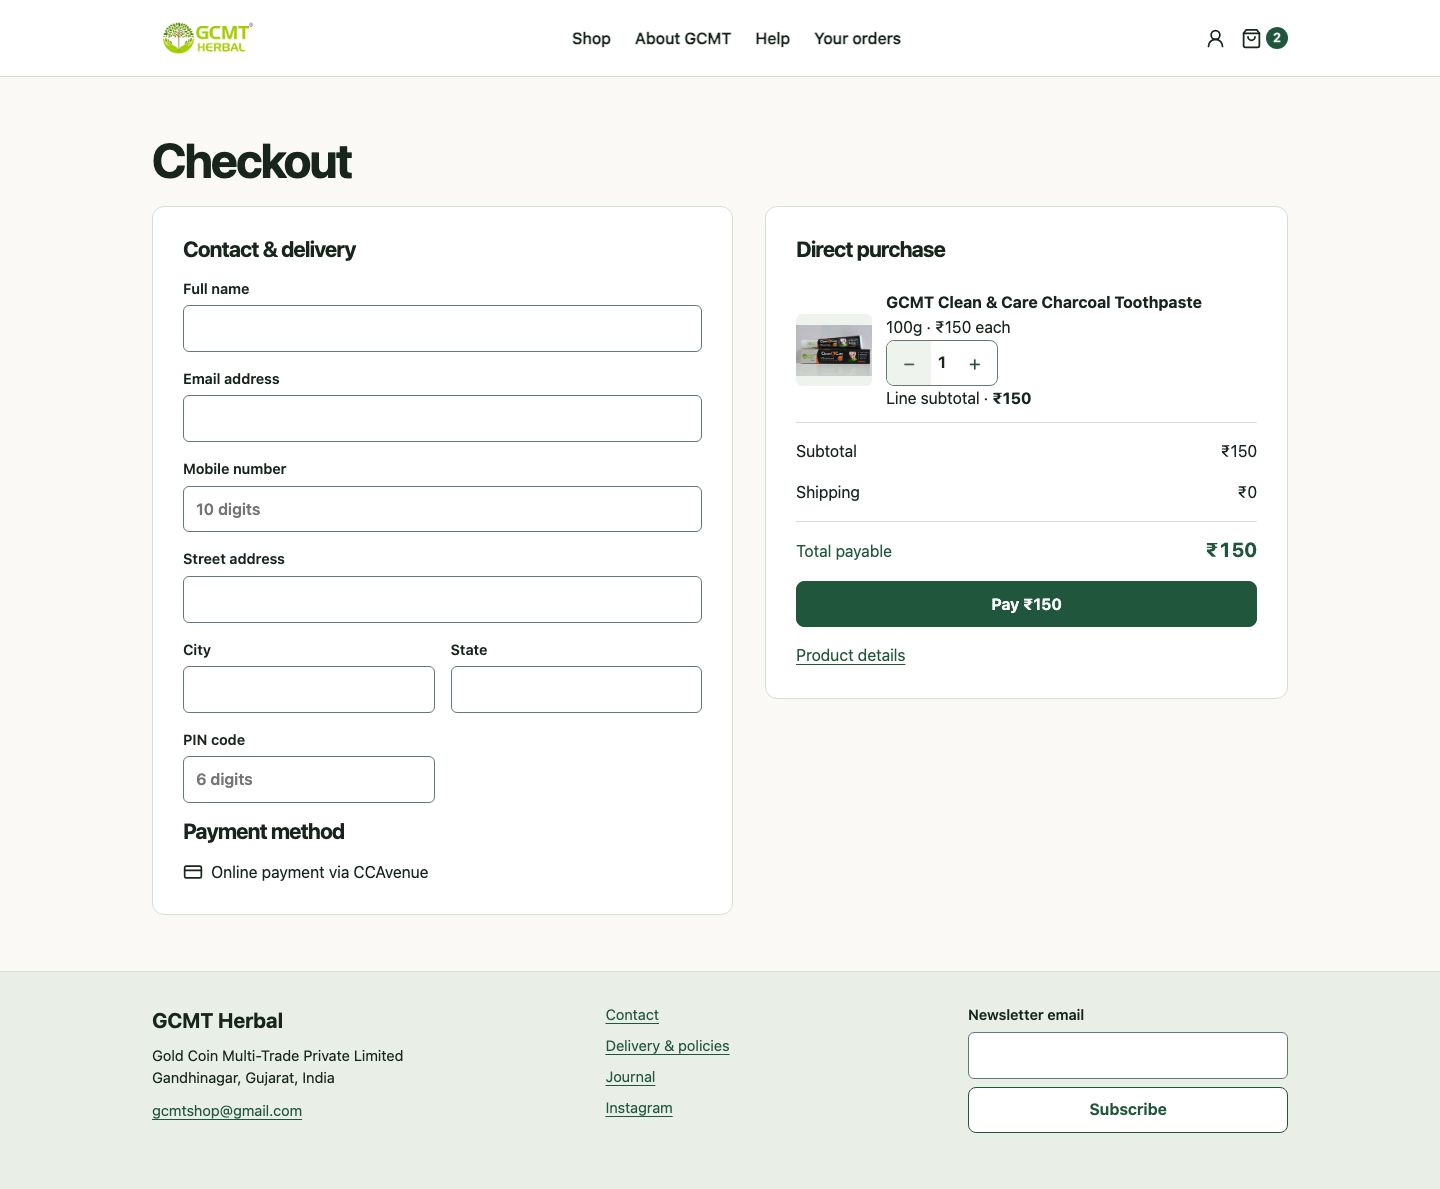 GCMT
HERBAL
Shop
About GCMT
Help
Your orders
2
Checkout
Contact & delivery
Full name
Email address
Mobile number
10 digits
Street address
City
State
PIN code
6 digits
Payment method
Online payment via CCAvenue
Direct purchase
GCMT Clean & Care Charcoal Toothpaste
100g · ₹150 each
− 1 +
Line subtotal · ₹150
Subtotal ₹150
Shipping ₹0
Total payable ₹150
Pay ₹150
Product details
GCMT Herbal
Gold Coin Multi-Trade Private Limited
Gandhinagar, Gujarat, India
gcmtshop@gmail.com
Contact
Delivery & policies
Journal
Instagram
Newsletter email
Subscribe